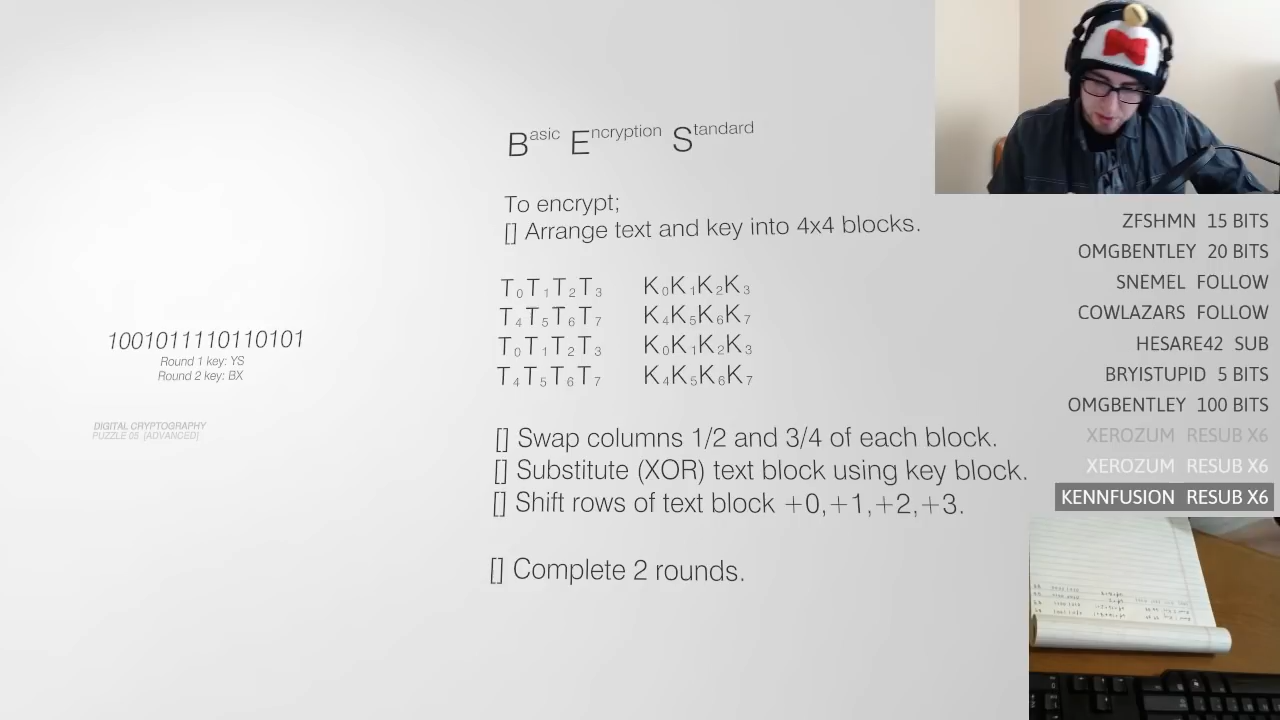 Basic Encryption Standard
To encrypt;
[] Arrange text and key into 4x4 blocks.
T0T1T2T3 K0K1K2K3
T4T5T6T7 K4K5K6K7
T0T1T2T3 K0K1K2K3
T4T5T6T7 K4K5K6K7
[] Swap columns 1/2 and 3/4 of each block.
[] Substitute (XOR) text block using key block.
[] Shift rows of text block +0,+1,+2,+3.
[] Complete 2 rounds.
1001011110110101
Round 1 key: YS
Round 2 key: BX
DIGITAL CRYPTOGRAPHY
PUZZLE 08 [ADVANCED]
ZFSHMN 15 BITS
OMGBENTLEY 20 BITS
SNEMEL FOLLOW
COWLAZARS FOLLOW
HESARE42 SUB
BRYISTUPID 5 BITS
OMGBENTLEY 100 BITS
XEROZUM RESUB X6
XEROZUM RESUB X6
KENNFUSION RESUB X6